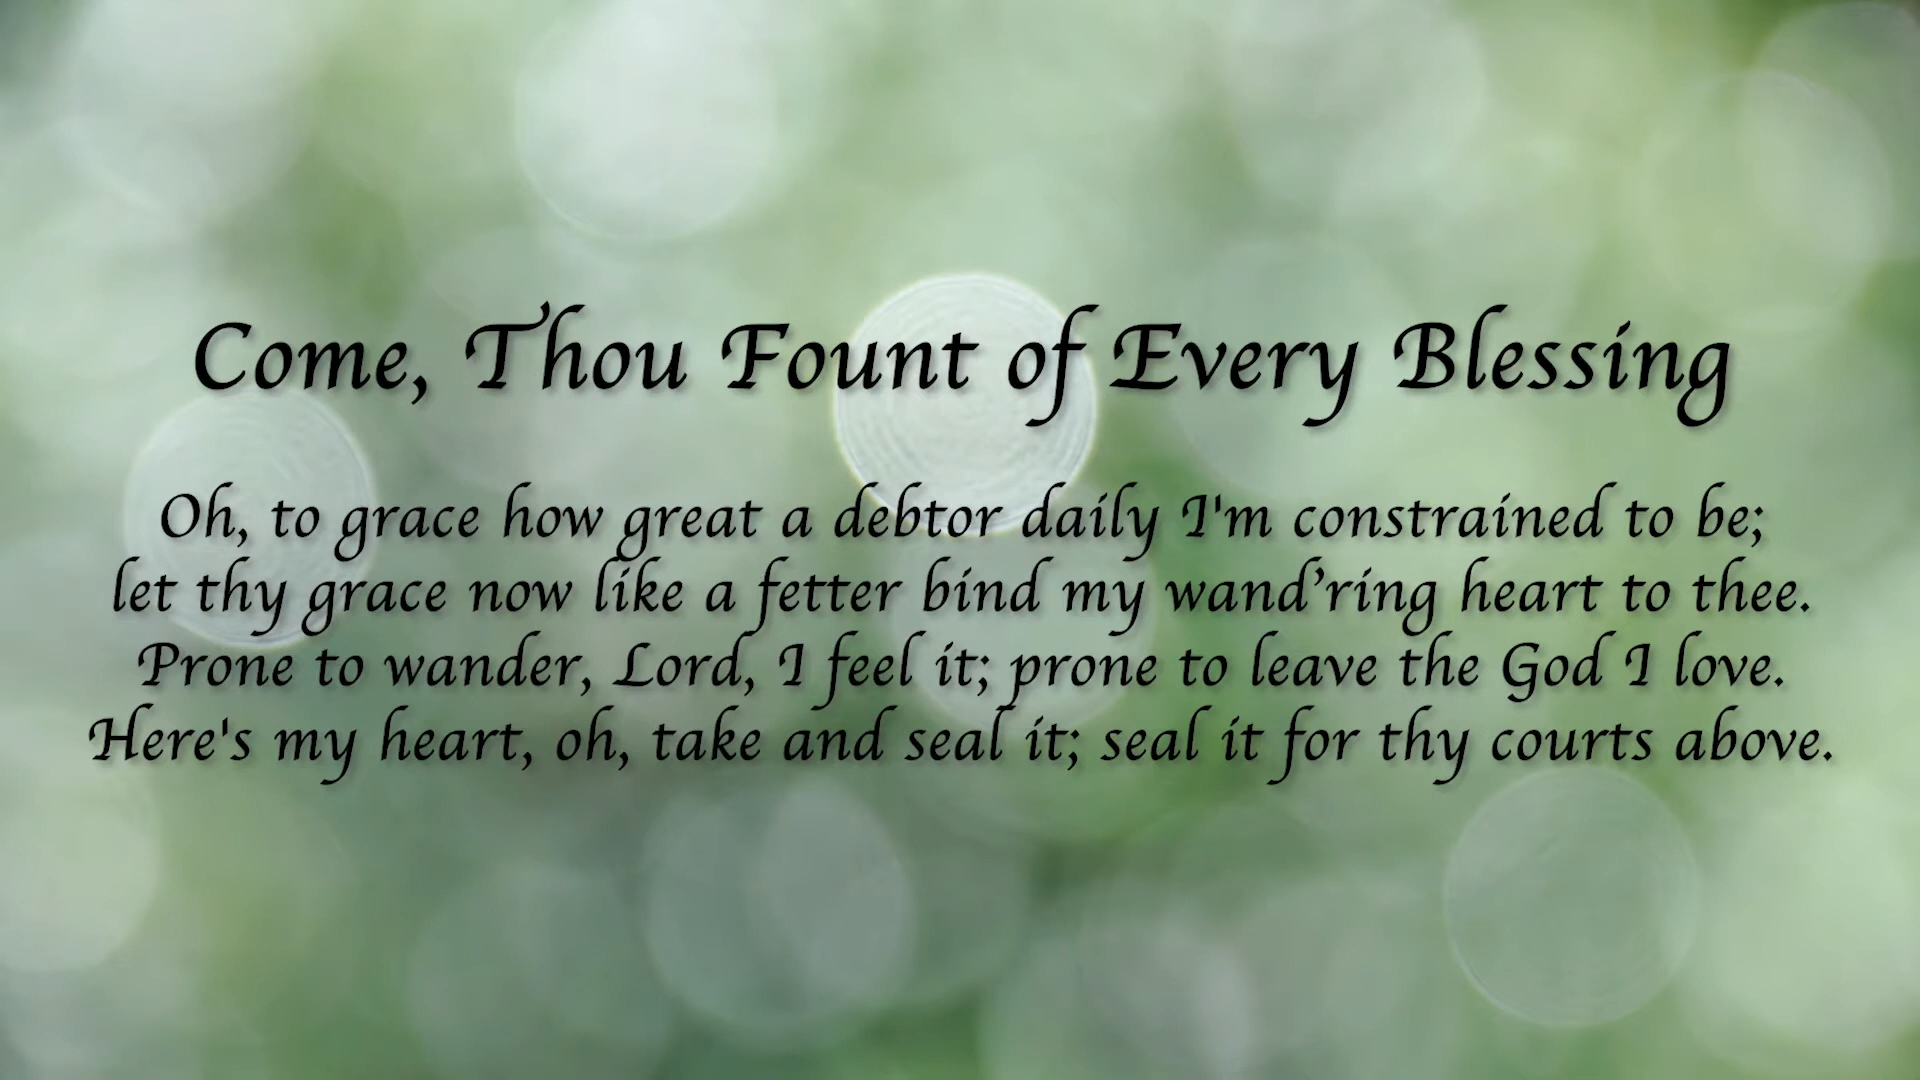 Come, Thou Fount of Every Blessing
Oh, to grace how great a debtor daily I'm constrained to be;
let thy grace now like a fetter bind my wand’ring heart to thee.
Prone to wander, Lord, I feel it; prone to leave the God I love.
Here's my heart, oh, take and seal it; seal it for thy courts above.